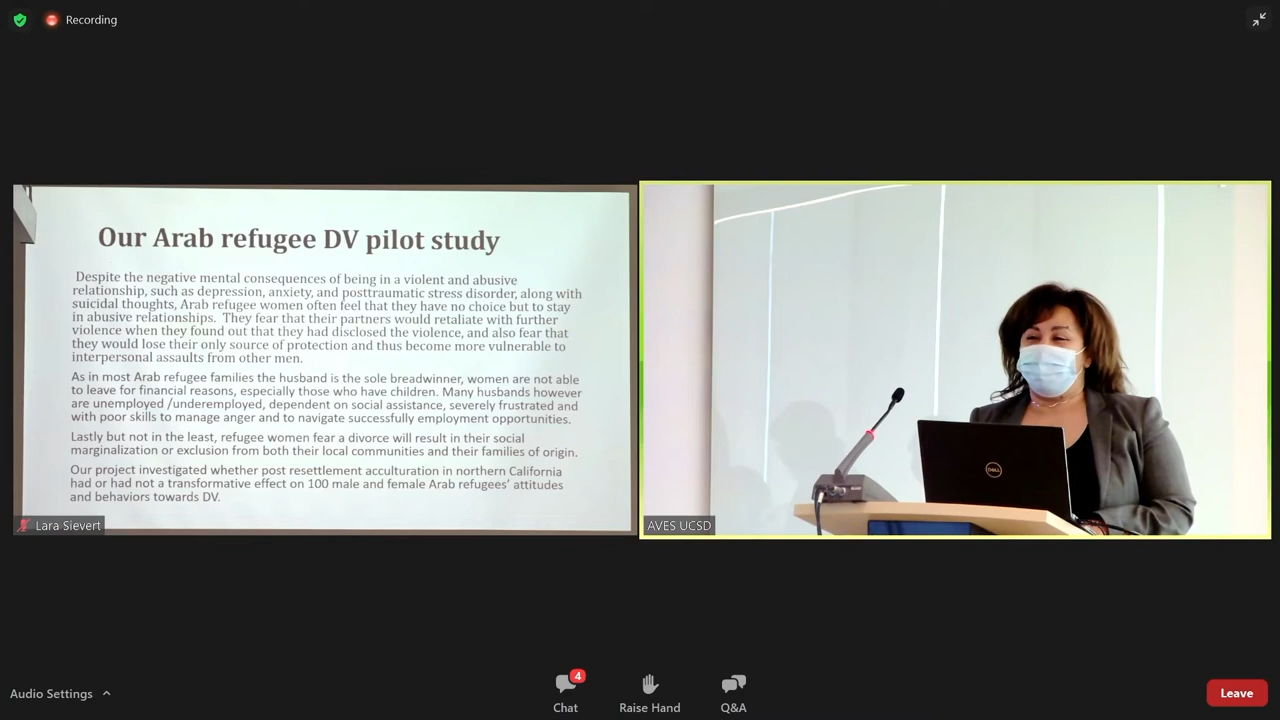 Recording
Our Arab refugee DV pilot study
Despite the negative mental consequences of being in a violent and abusive
relationship, such as depression, anxiety, and posttraumatic stress disorder, along with
suicidal thoughts, Arab refugee women often feel that they have no choice but to stay
in abusive relationships. They fear that their partners would retaliate with further
violence when they found out that they had disclosed the violence, and also fear that
they would lose their only source of protection and thus become more vulnerable to
interpersonal assaults from other men.
As in most Arab refugee families the husband is the sole breadwinner, women are not able
to leave for financial reasons, especially those who have children. Many husbands however
are unemployed /underemployed, dependent on social assistance, severely frustrated and
with poor skills to manage anger and to navigate successfully employment opportunities.
Lastly but not in the least, refugee women fear a divorce will result in their social
marginalization or exclusion from both their local communities and their families of origin.
Our project investigated whether post resettlement acculturation in northern California
had or had not a transformative effect on 100 male and female Arab refugees' attitudes
and behaviors towards DV.
Lara Sievert
DELL
AVES UCSD
Audio Settings
4
Chat
Raise Hand
Q&A
Leave